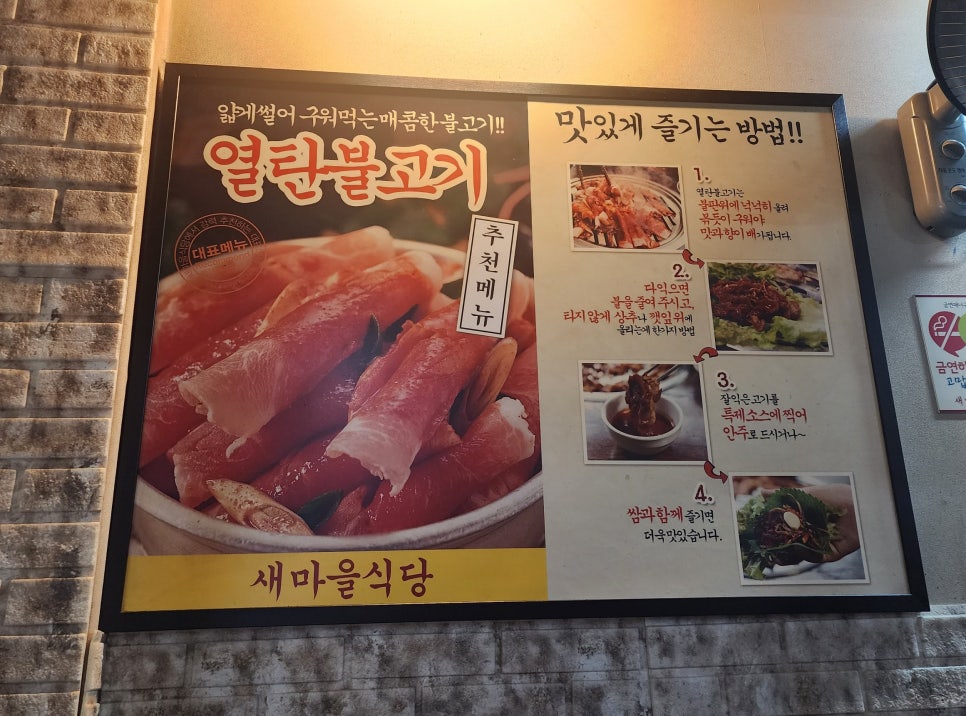 얇게썰어 구워먹는 매콤한 불고기!!
열탄불고기
대표메뉴
추천메뉴
새마을식당
맛있게 즐기는 방법!!
1.
열탄불고기는
불판위에 넉넉히 올려
볶듯이 구워야
맛과 향이 배가됩니다.
2.
다익으면
불을 줄여 주시고,
타지않게 상추나 깻잎 위에
올리는게 한가지 방법
3.
잘익은고기를
특제소스에 찍어
안주로 드시거나~
4.
쌈과 함께 즐기면
더욱맛있습니다.